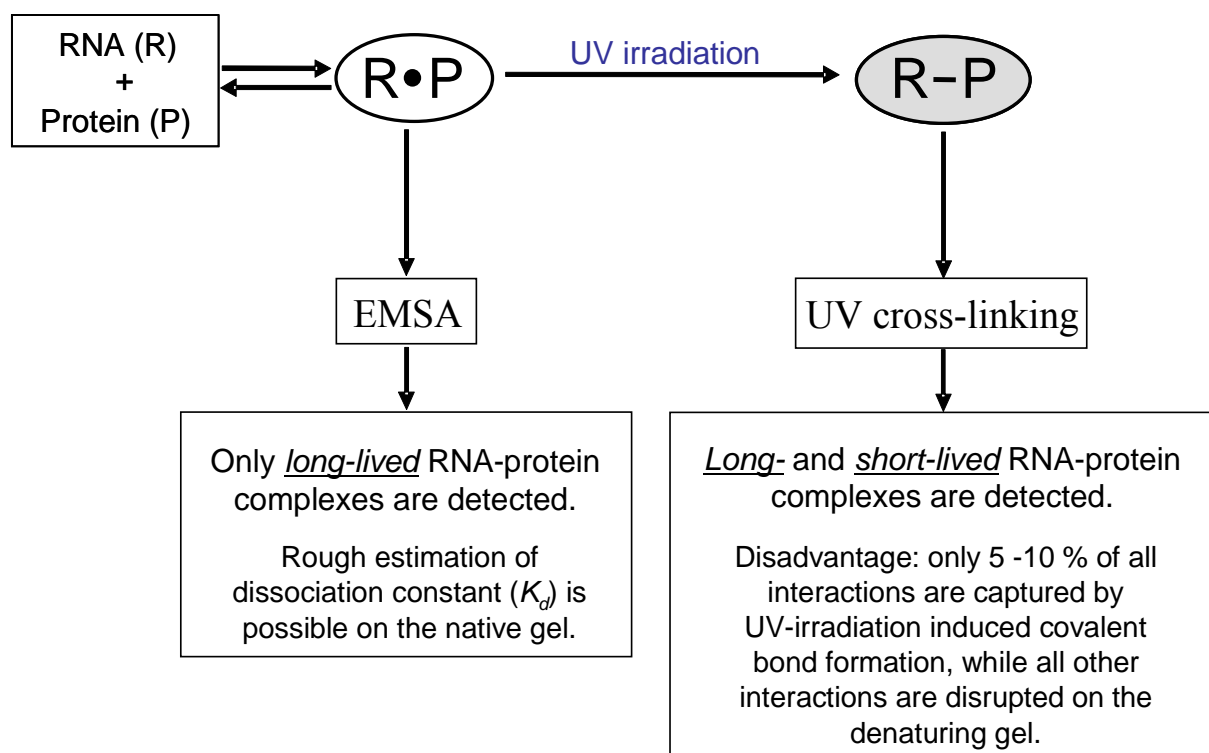 RNA (R)
+
Protein (P)
R•P
UV irradiation
R–P
EMSA
UV cross-linking
Only long-lived RNA-protein
complexes are detected.
Rough estimation of
dissociation constant (Kd) is
possible on the native gel.
Long- and short-lived RNA-protein
complexes are detected.
Disadvantage: only 5 -10 % of all
interactions are captured by
UV-irradiation induced covalent
bond formation, while all other
interactions are disrupted on the
denaturing gel.